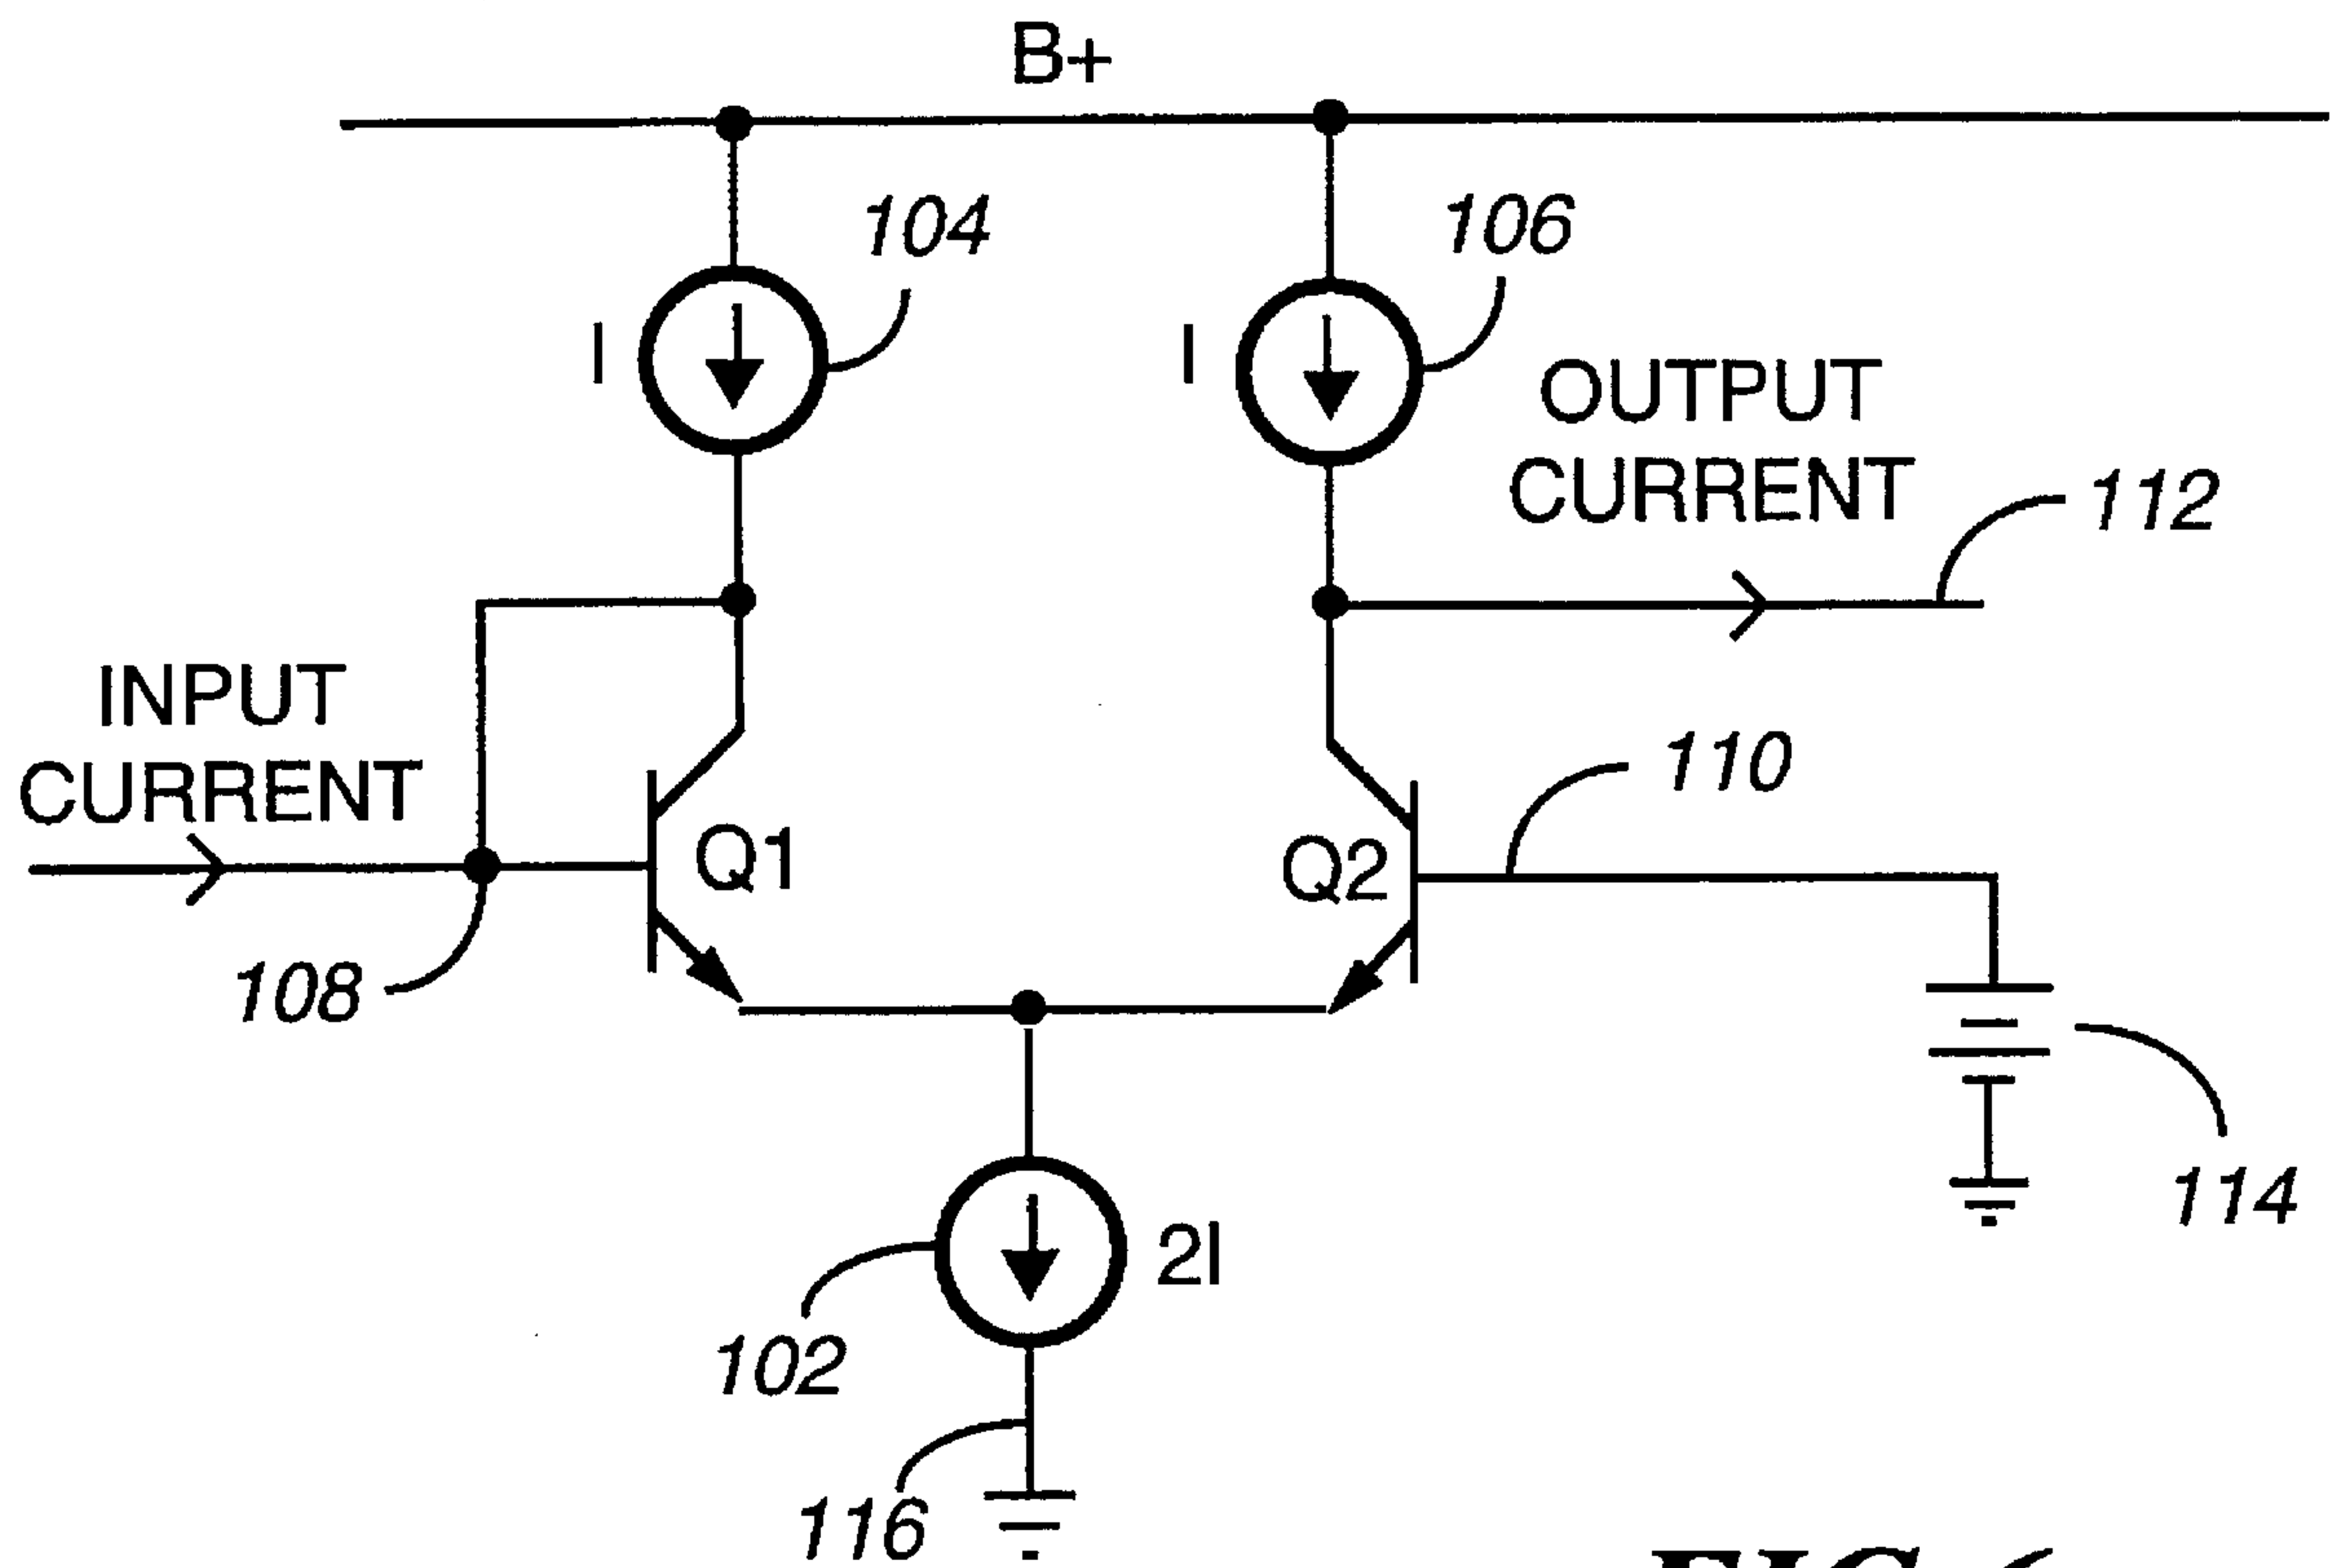 B+
104
106
I
I
OUTPUT
CURRENT
112
INPUT
CURRENT
110
Q1
Q2
108
114
2I
102
116